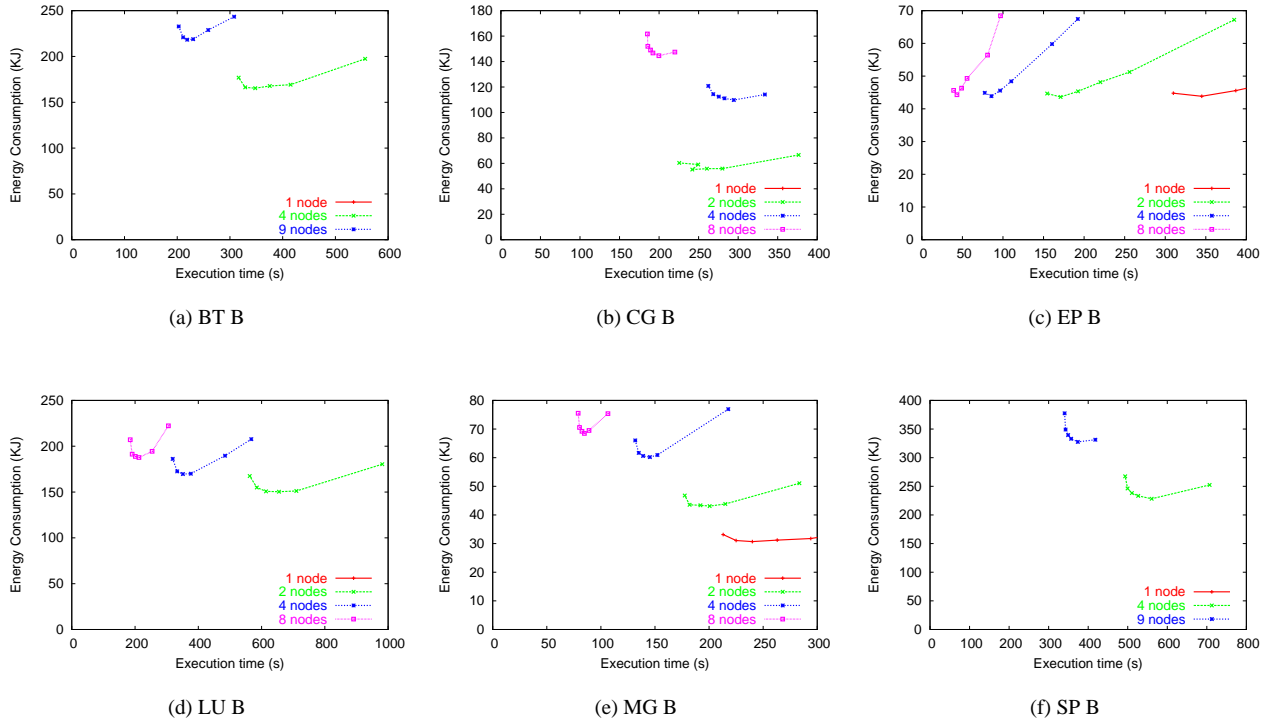 250
200
150
100
50
0
Energy Consumption (KJ)
1 node
4 nodes
9 nodes
0 100 200 300 400 500 600
Execution time (s)
(a) BT B
180
160
140
120
100
80
60
40
20
0
Energy Consumption (KJ)
1 node
2 nodes
4 nodes
8 nodes
0 50 100 150 200 250 300 350 400
Execution time (s)
(b) CG B
70
60
50
40
30
20
10
0
Energy Consumption (KJ)
1 node
2 nodes
4 nodes
8 nodes
0 50 100 150 200 250 300 350 400
Execution time (s)
(c) EP B
250
200
150
100
50
0
Energy Consumption (KJ)
1 node
2 nodes
4 nodes
8 nodes
0 200 400 600 800 1000
Execution time (s)
(d) LU B
80
70
60
50
40
30
20
10
0
Energy Consumption (KJ)
1 node
2 nodes
4 nodes
8 nodes
0 50 100 150 200 250 300
Execution time (s)
(e) MG B
400
350
300
250
200
150
100
50
0
Energy Consumption (KJ)
1 node
4 nodes
9 nodes
0 100 200 300 400 500 600 700 800
Execution time (s)
(f) SP B